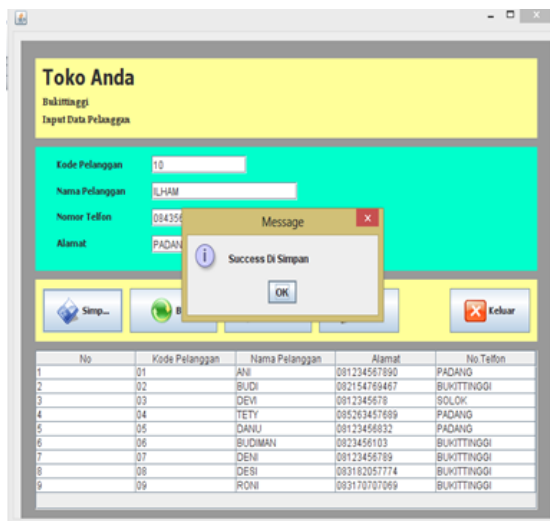 Toko Anda
Bukittinggi
Input Data Pelanggan
Kode Pelanggan 10
Nama Pelanggan ILHAM
Nomor Telfon 08435
Alamat PADAN
Message
Success Di Simpan
OK
Simp... B Keluar
No Kode Pelanggan Nama Pelanggan Alamat No.Telfon
1 01 ANI 081234567890 PADANG
2 02 BUDI 082154769467 BUKITTINGGI
3 03 DEVI 0812345678 SOLOK
4 04 TETY 085263457689 PADANG
5 05 DANU 08123456832 PADANG
6 06 BUDIMAN 0823456103 BUKITTINGGI
7 07 DENI 08123456789 BUKITTINGGI
8 08 DESI 083182057774 BUKITTINGGI
9 09 RONI 083170707069 BUKITTINGGI